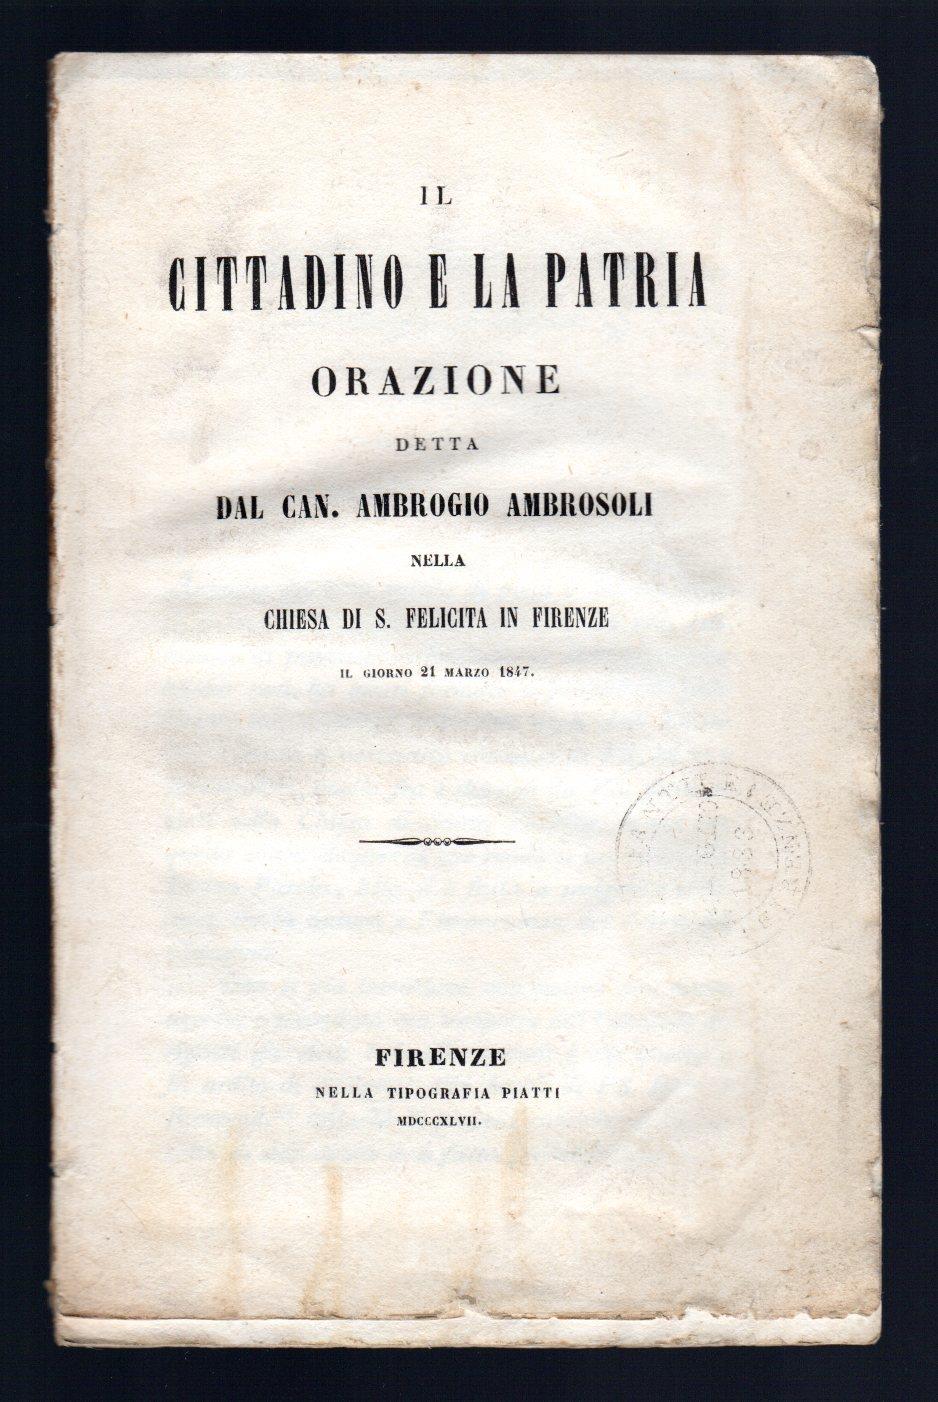 IL
CITTADINO E LA PATRIA
ORAZIONE
DETTA
DAL CAN. AMBROGIO AMBROSOLI
NELLA
CHIESA DI S. FELICITA IN FIRENZE
IL GIORNO 21 MARZO 1847.
FIRENZE
NELLA TIPOGRAFIA PIATTI
MDCCCXLVII.